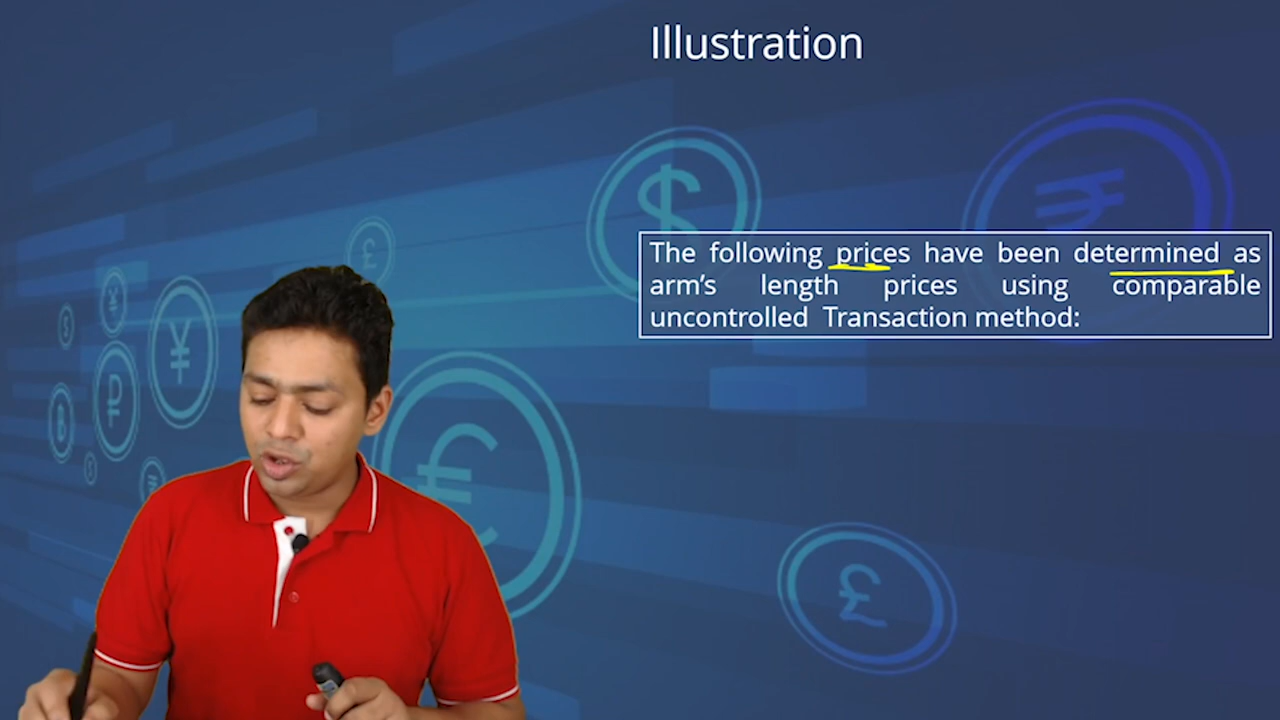 Illustration
The following prices have been determined as
arm's length prices using comparable
uncontrolled Transaction method: